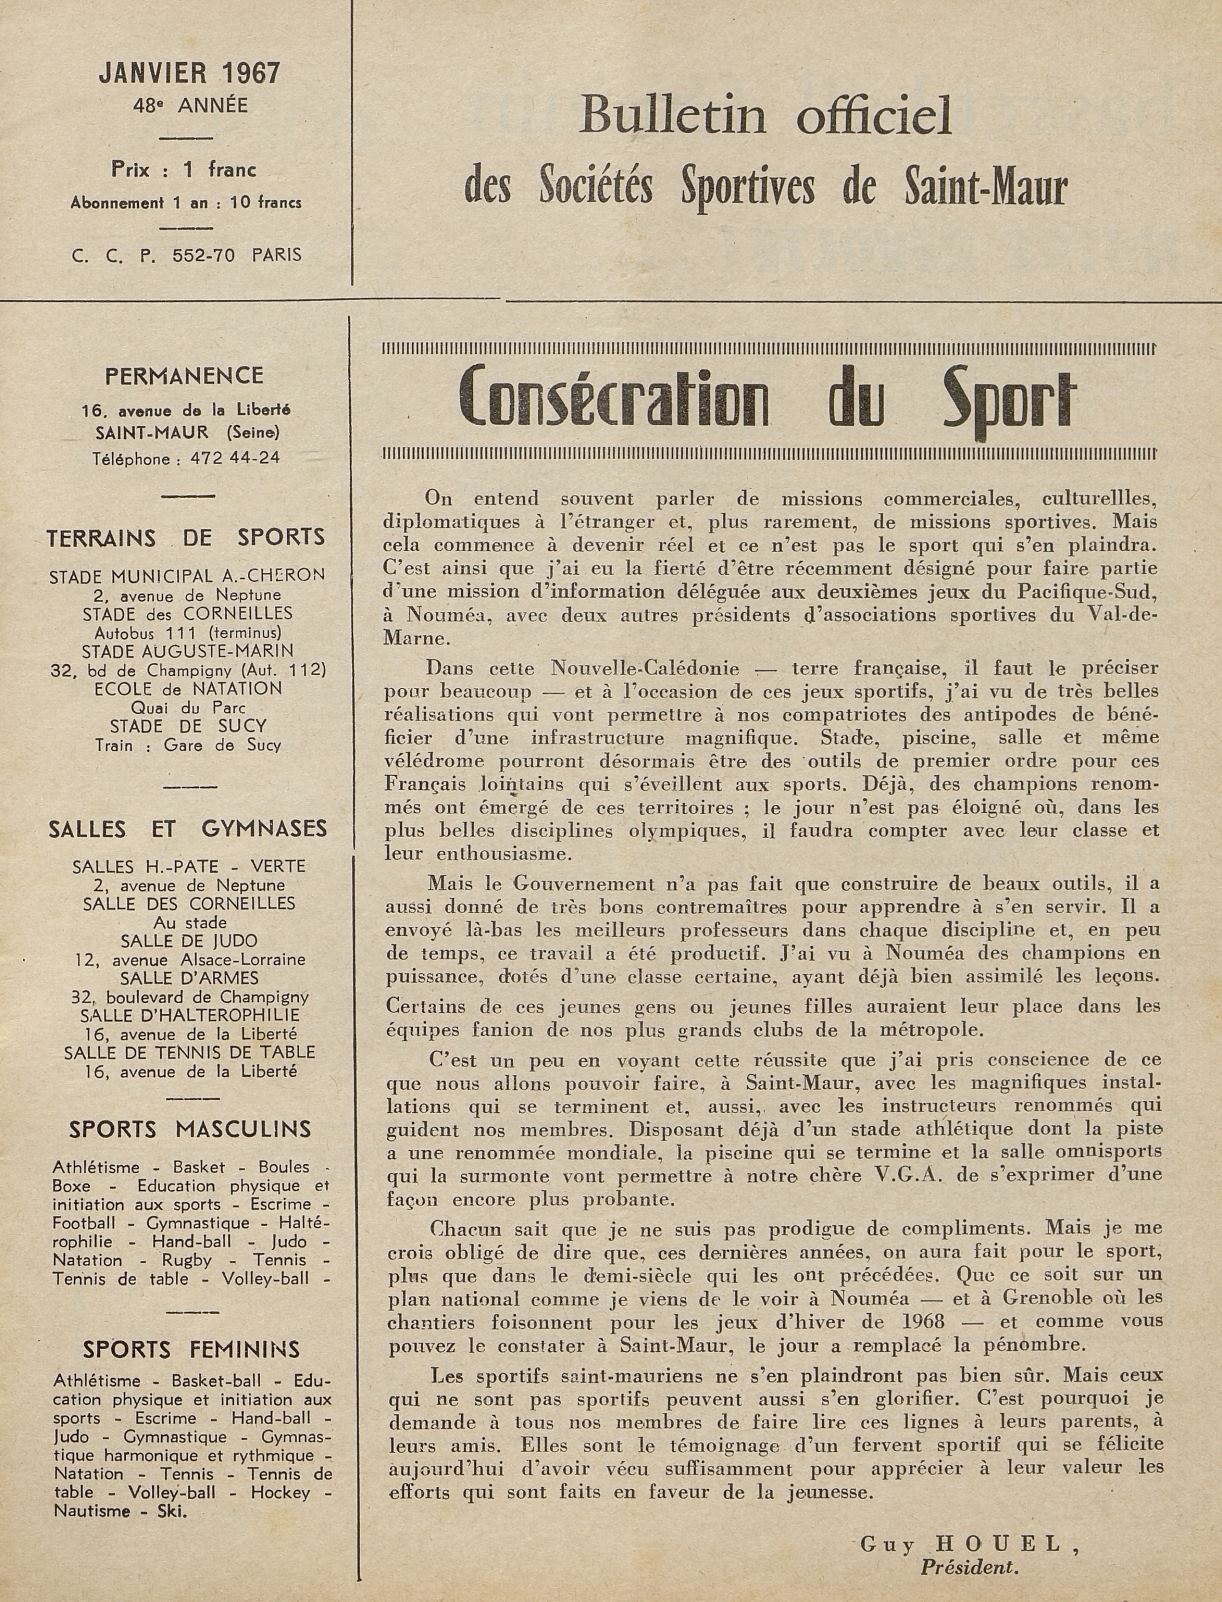 JANVIER 1967
48e ANNÉE
Prix : 1 franc
Abonnement 1 an : 10 francs
C. C. P. 552-70 PARIS
Bulletin officiel
des Sociétés Sportives de Saint-Maur
PERMANENCE
16, avenue de la Liberté
SAINT-MAUR (Seine)
Téléphone : 472 44-24
TERRAINS DE SPORTS
STADE MUNICIPAL A.-CHERON
2, avenue de Neptune
STADE des CORNEILLES
Autobus 111 (terminus)
STADE AUGUSTE-MARIN
32, bd de Champigny (Aut. 112)
ECOLE de NATATION
Quai du Parc
STADE DE SUCY
Train : Gare de Sucy
SALLES ET GYMNASES
SALLES H.-PATE - VERTE
2, avenue de Neptune
SALLE DES CORNEILLES
Au stade
SALLE DE JUDO
12, avenue Alsace-Lorraine
SALLE D'ARMES
32, boulevard de Champigny
SALLE D'HALTEROPHILIE
16, avenue de la Liberté
SALLE DE TENNIS DE TABLE
16, avenue de la Liberté
SPORTS MASCULINS
Athlétisme - Basket - Boules -
Boxe - Education physique et
initiation aux sports - Escrime -
Football - Gymnastique - Halté-
rophilie - Hand-ball - Judo -
Natation - Rugby - Tennis -
Tennis de table - Volley-ball -
SPORTS FEMININS
Athlétisme - Basket-ball - Edu-
cation physique et initiation aux
sports - Escrime - Hand-ball -
Judo - Gymnastique - Gymnas-
tique harmonique et rythmique -
Natation - Tennis - Tennis de
table - Volley-ball - Hockey -
Nautisme - Ski.
Consécration du Sport
On entend souvent parler de missions commerciales, culturellles,
diplomatiques à l'étranger et, plus rarement, de missions sportives. Mais
cela commence à devenir réel et ce n'est pas le sport qui s'en plaindra.
C'est ainsi que j'ai eu la fierté d'être récemment désigné pour faire partie
d'une mission d'information déléguée aux deuxièmes jeux du Pacifique-Sud,
à Nouméa, avec deux autres présidents d'associations sportives du Val-de-
Marne.
Dans cette Nouvelle-Calédonie — terre française, il faut le préciser
pour beaucoup — et à l'occasion de ces jeux sportifs, j'ai vu de très belles
réalisations qui vont permettre à nos compatriotes des antipodes de béné-
ficier d'une infrastructure magnifique. Stade, piscine, salle et même
vélédrome pourront désormais être des outils de premier ordre pour ces
Français lointains qui s'éveillent aux sports. Déjà, des champions renom-
més ont émergé de ces territoires ; le jour n'est pas éloigné où, dans les
plus belles disciplines olympiques, il faudra compter avec leur classe et
leur enthousiasme.
Mais le Gouvernement n'a pas fait que construire de beaux outils, il a
aussi donné de très bons contremaîtres pour apprendre à s'en servir. Il a
envoyé là-bas les meilleurs professeurs dans chaque discipline et, en peu
de temps, ce travail a été productif. J'ai vu à Nouméa des champions en
puissance, dotés d'une classe certaine, ayant déjà bien assimilé les leçons.
Certains de ces jeunes gens ou jeunes filles auraient leur place dans les
équipes fanion de nos plus grands clubs de la métropole.
C'est un peu en voyant cette réussite que j'ai pris conscience de ce
que nous allons pouvoir faire, à Saint-Maur, avec les magnifiques instal-
lations qui se terminent et, aussi, avec les instructeurs renommés qui
guident nos membres. Disposant déjà d'un stade athlétique dont la piste
a une renommée mondiale, la piscine qui se termine et la salle omnisports
qui la surmonte vont permettre à notre chère V.G.A. de s'exprimer d'une
façon encore plus probante.
Chacun sait que je ne suis pas prodigue de compliments. Mais je me
crois obligé de dire que, ces dernières années, on aura fait pour le sport,
plus que dans le demi-siècle qui les ont précédées. Que ce soit sur un
plan national comme je viens de le voir à Nouméa — et à Grenoble où les
chantiers foisonnent pour les jeux d'hiver de 1968 — et comme vous
pouvez le constater à Saint-Maur, le jour a remplacé la pénombre.
Les sportifs saint-mauriens ne s'en plaindront pas bien sûr. Mais ceux
qui ne sont pas sportifs peuvent aussi s'en glorifier. C'est pourquoi je
demande à tous nos membres de faire lire ces lignes à leurs parents, à
leurs amis. Elles sont le témoignage d'un fervent sportif qui se félicite
aujourd'hui d'avoir vécu suffisamment pour apprécier à leur valeur les
efforts qui sont faits en faveur de la jeunesse.
Guy HOUEL,
Président.